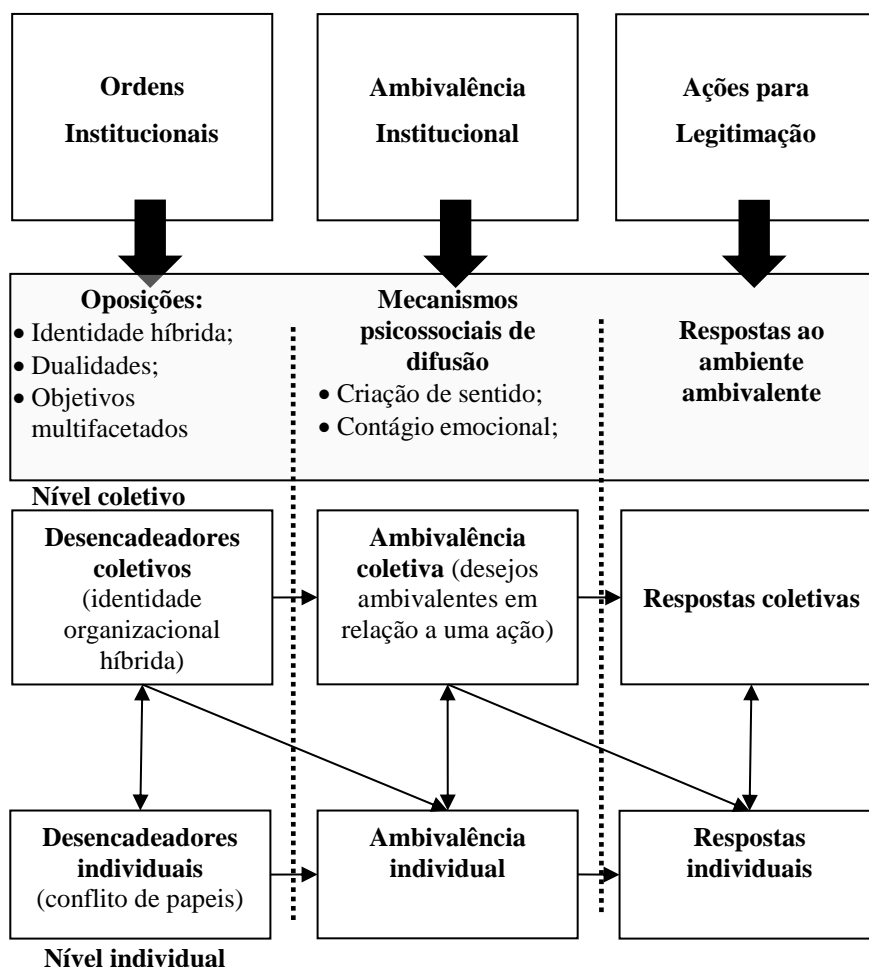 Ordens
Institucionais
Ambivalência
Institucional
Ações para
Legitimação
Oposições:
• Identidade híbrida;
• Dualidades;
• Objetivos
multifacetados
Mecanismos
psicossociais de
difusão
• Criação de sentido;
• Contágio emocional;
Respostas ao
ambiente
ambivalente
Nível coletivo
Desencadeadores
coletivos
(identidade
organizacional
híbrida)
Ambivalência
coletiva (desejos
ambivalentes em
relação a uma ação)
Respostas coletivas
Desencadeadores
individuais
(conflito de papeis)
Ambivalência
individual
Respostas
individuais
Nível individual